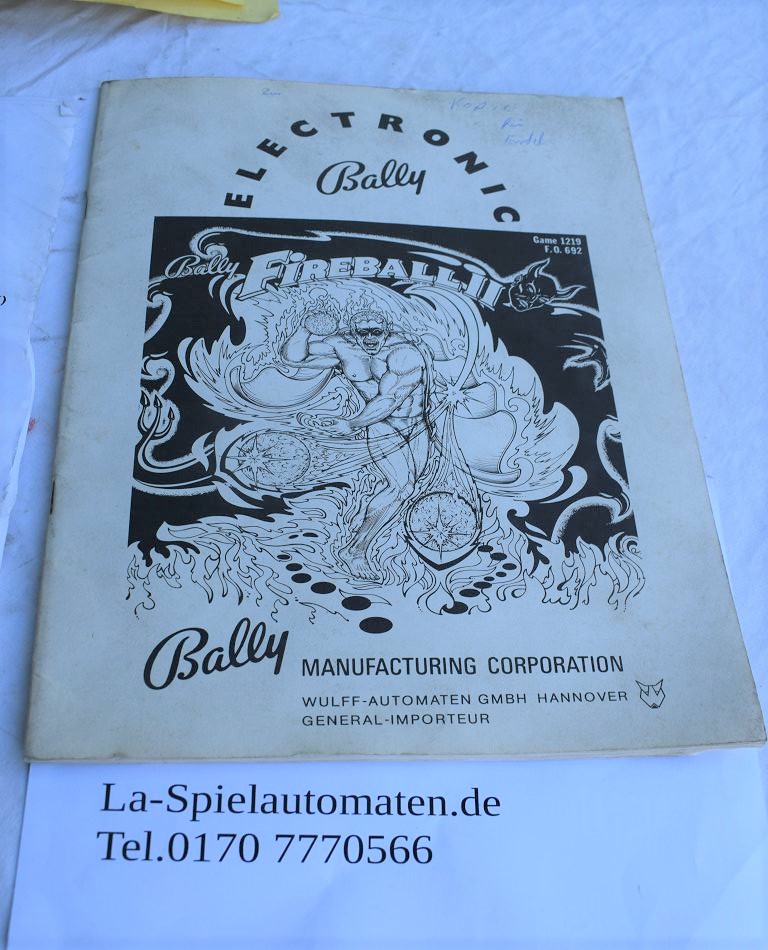 ELECTRONIC
Bally
Game 1219
F.O. 692
Bally FIREBALL II
Bally MANUFACTURING CORPORATION
WULFF-AUTOMATEN GMBH HANNOVER
GENERAL-IMPORTEUR
La-Spielautomaten.de
Tel.0170 7770566